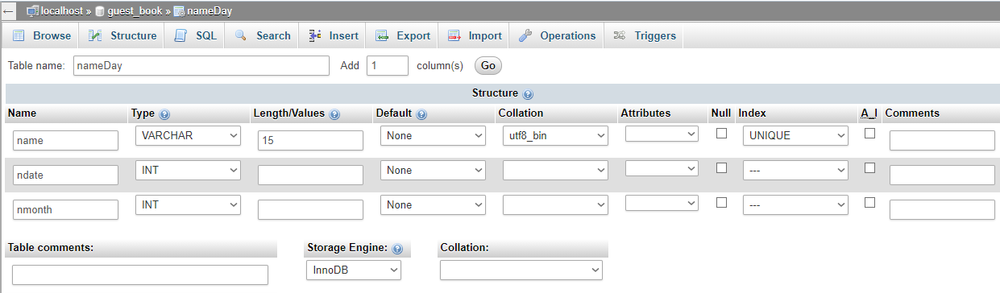 localhost » guest_book » nameDay
Browse Structure SQL Search Insert Export Import Operations Triggers
Table name: nameDay Add 1 column(s) Go
Structure
Name Type Length/Values Default Collation Attributes Null Index A_I Comments
name VARCHAR 15 None utf8_bin UNIQUE
ndate INT None ---
nmonth INT None ---
Table comments: Storage Engine: Collation:
InnoDB